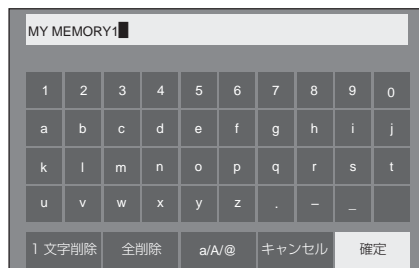 MY MEMORY1
1 2 3 4 5 6 7 8 9 0
a b c d e f g h i j
k l m n o p q r s t
u v w x y z . – _
1文字削除 全削除 a/A/@ キャンセル 確定